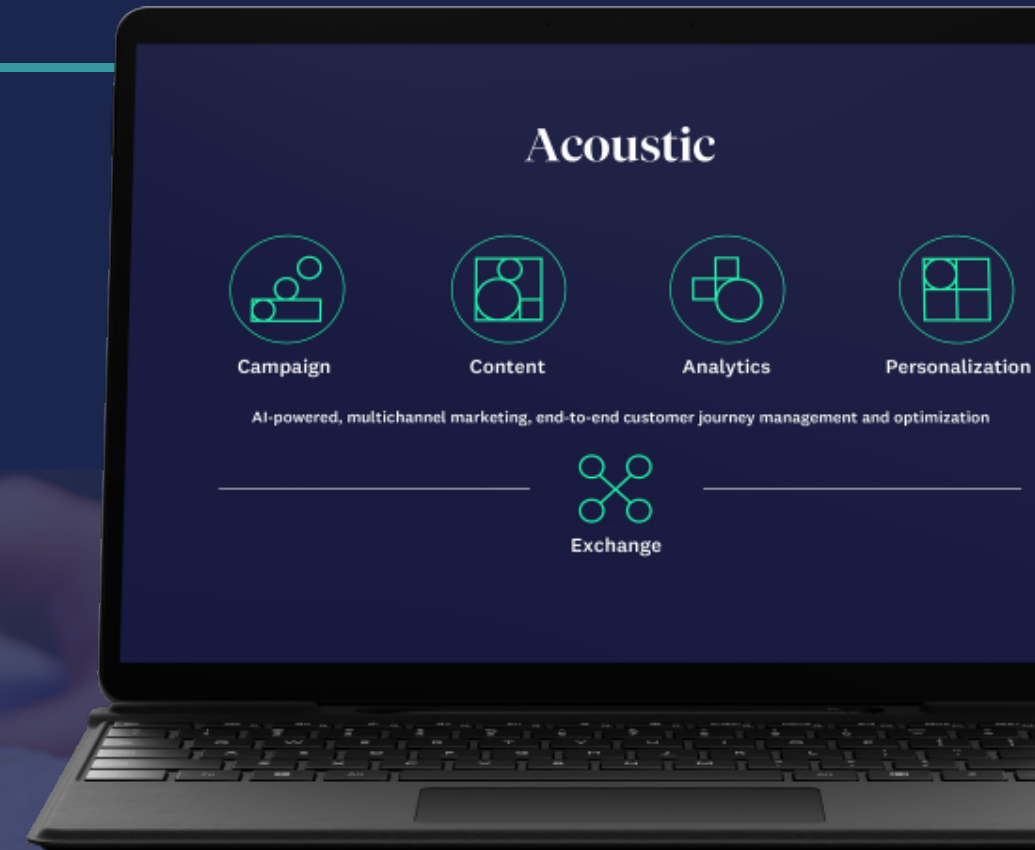 Acoustic
Campaign
Content
Analytics
Personalization
AI-powered, multichannel marketing, end-to-end customer journey management and optimization
Exchange